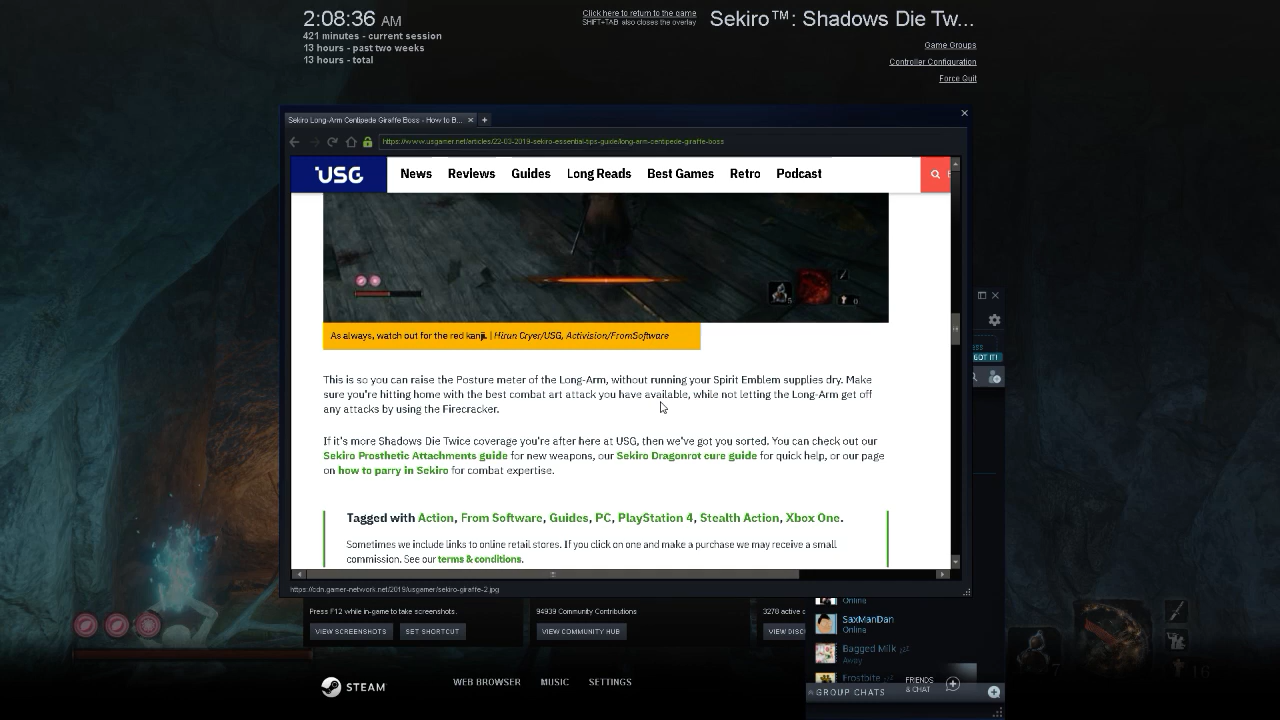 2:08:36 AM
421 minutes - current session
13 hours - past two weeks
13 hours - total
Click here to return to the game
SHIFT+TAB also closes the overlay
Sekiro™: Shadows Die Tw...
Game Groups
Controller Configuration
Force Quit
Sekiro Long-Arm Centipede Giraffe Boss - How to B...
https://www.usgamer.net/articles/22-03-2019-sekiro-essential-tips-guide/long-arm-centipede-giraffe-boss
USG
News
Reviews
Guides
Long Reads
Best Games
Retro
Podcast
5
0
As always, watch out for the red kanji. | Hirun Cryer/USG, Activision/FromSoftware
This is so you can raise the Posture meter of the Long-Arm, without running your Spirit Emblem supplies dry. Make
sure you're hitting home with the best combat art attack you have available, while not letting the Long-Arm get off
any attacks by using the Firecracker.
If it's more Shadows Die Twice coverage you're after here at USG, then we've got you sorted. You can check out our
Sekiro Prosthetic Attachments guide for new weapons, our Sekiro Dragonrot cure guide for quick help, or our page
on how to parry in Sekiro for combat expertise.
Tagged with Action, From Software, Guides, PC, PlayStation 4, Stealth Action, Xbox One.
Sometimes we include links to online retail stores. If you click on one and make a purchase we may receive a small
commission. See our terms & conditions.
https://cdn.gamer-network.net/2019/usgamer/sekiro-giraffe-2.jpg
GOT IT!
Press F12 while in-game to take screenshots.
VIEW SCREENSHOTS
SET SHORTCUT
94939 Community Contributions
VIEW COMMUNITY HUB
3278 active d
VIEW DISC
Online
SaxManDan
Online
Bagged Milk
Away
Frostbite
FRIENDS
& CHAT
GROUP CHATS
STEAM
WEB BROWSER
MUSIC
SETTINGS
7
16